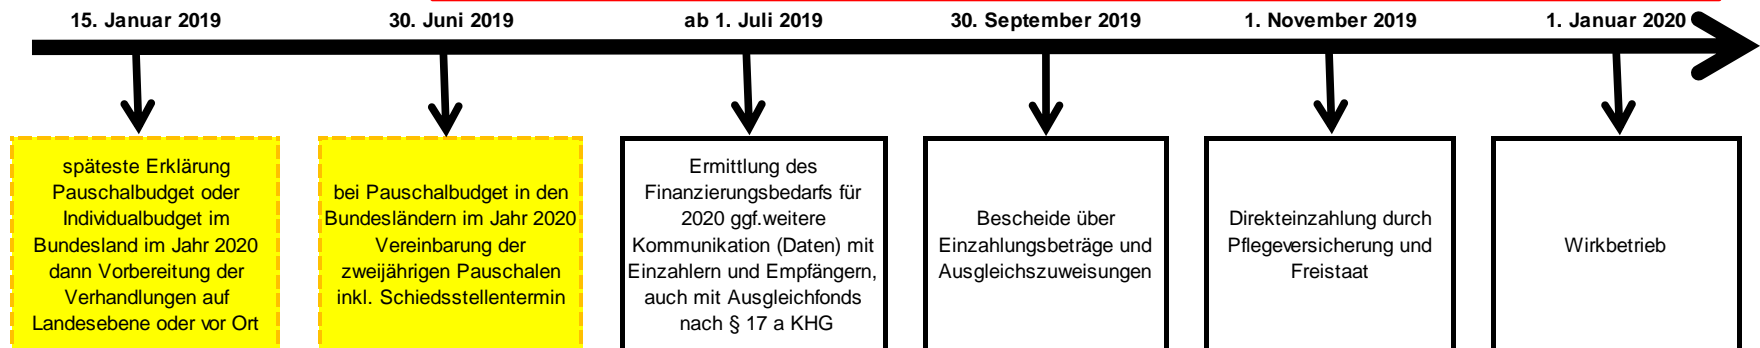 15. Januar 2019
30. Juni 2019
ab 1. Juli 2019
30. September 2019
1. November 2019
1. Januar 2020
späteste Erklärung
Pauschalbudget oder
Individualbudget im
Bundesland im Jahr 2020
dann Vorbereitung der
Verhandlungen auf
Landesebene oder vor Ort
bei Pauschalbudget in den
Bundesländern im Jahr 2020
Vereinbarung der
zweijährigen Pauschalen
inkl. Schiedsstellentermin
Ermittlung des
Finanzierungsbedarfs für
2020 ggf.weitere
Kommunikation (Daten) mit
Einzahlern und Empfängern,
auch mit Ausgleichfonds
nach § 17 a KHG
Bescheide über
Einzahlungsbeträge und
Ausgleichszuweisungen
Direkteinzahlung durch
Pflegeversicherung und
Freistaat
Wirkbetrieb